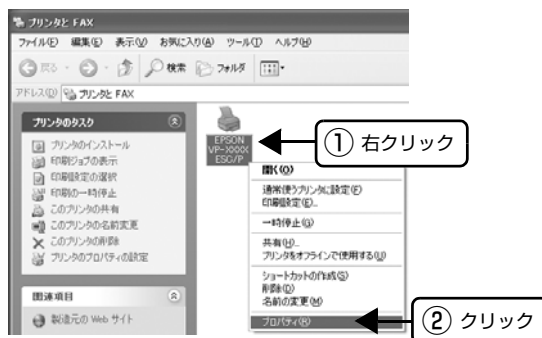 プリンタと FAX
ファイル(F) 編集(E) 表示(V) お気に入り(A) ツール(T) ヘルプ(H)
戻る 検索 フォルダ
アドレス(D) プリンタと FAX
プリンタのタスク
プリンタのインストール
印刷ジョブの表示
印刷設定の選択
印刷の一時停止
このプリンタの共有
このプリンタの名前変更
このプリンタの削除
プリンタのプロパティの設定
関連項目
製造元の Web サイト
EPSON
VP-XXXX
ESC/P
① 右クリック
開く(O)
通常使うプリンタに設定(F)
印刷設定(E)...
一時停止(G)
共有(H)...
プリンタをオフラインで使用する(U)
ショートカットの作成(S)
削除(D)
名前の変更(M)
プロパティ(R)
② クリック